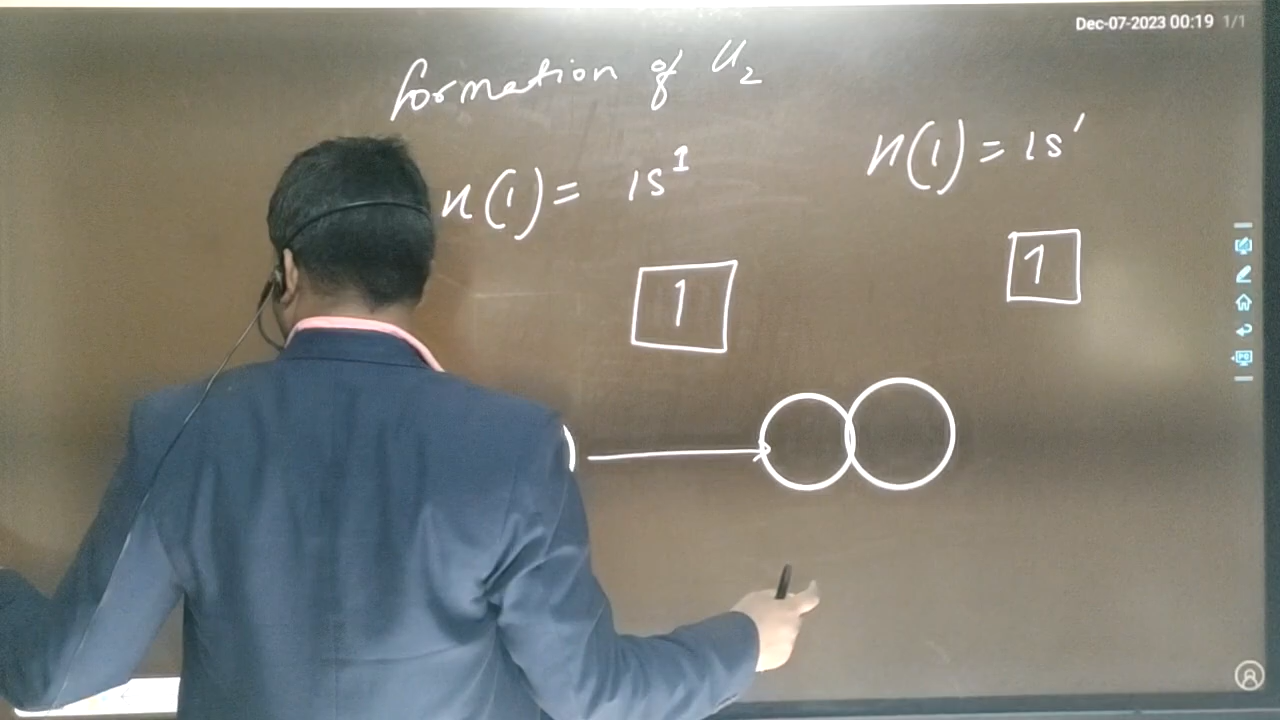 Dec-07-2023 00:19 1/1
formation of H₂
H(1) = 1s¹
H(1) = 1s¹
1
1